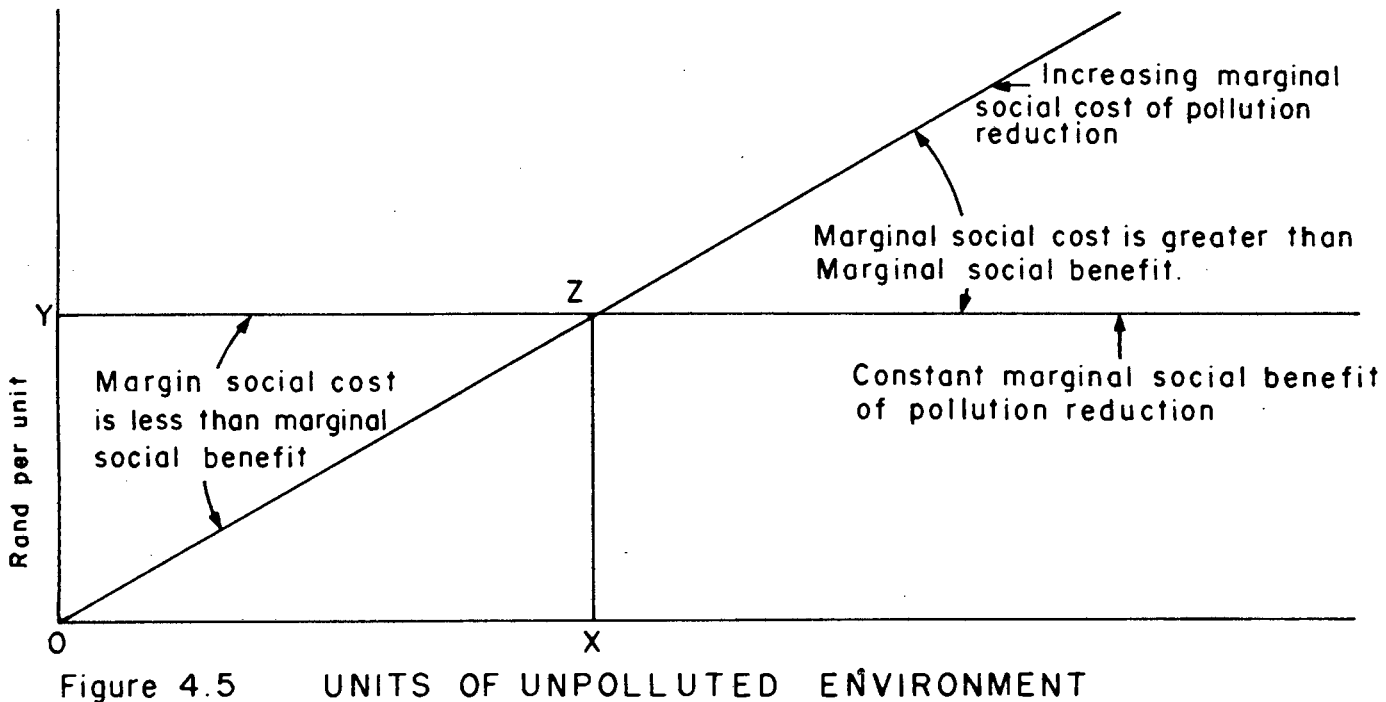 Increasing marginal
social cost of pollution
reduction
Marginal social cost is greater than
Marginal social benefit.
Z
Y
Margin social cost
is less than marginal
social benefit
Constant marginal social benefit
of pollution reduction
Rand per unit
O
X
Figure 4.5 UNITS OF UNPOLLUTED ENVIRONMENT